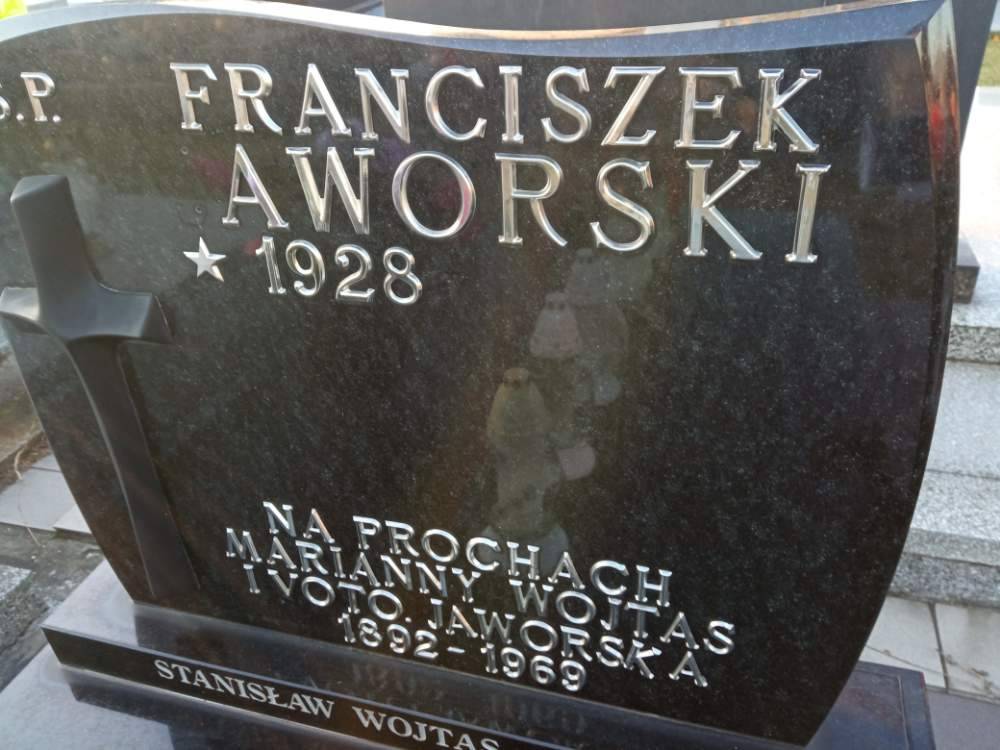 Ś.P.
FRANCISZEK
AWORSKI
1928
NA PROCHACH
MARIANNY WOJTAS
I VOTO. JAWORSKA
1892-1969
STANISŁAW WOJTAS